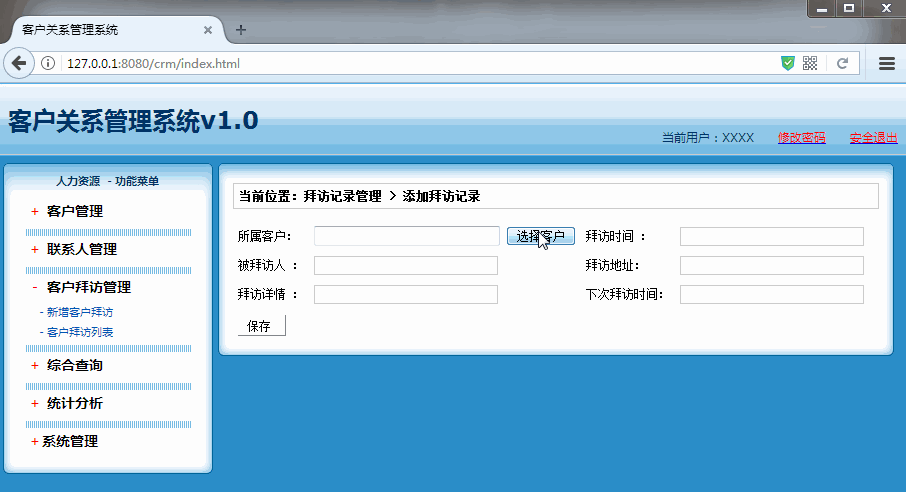 客户关系管理系统
127.0.0.1:8080/crm/index.html
客户关系管理系统v1.0
当前用户：XXXX 修改密码 安全退出
人力资源 - 功能菜单
+ 客户管理
+ 联系人管理
- 客户拜访管理
- 新增客户拜访
- 客户拜访列表
+ 综合查询
+ 统计分析
+ 系统管理
当前位置：拜访记录管理 > 添加拜访记录
所属客户： 选择客户 拜访时间 ：
被拜访人 ： 拜访地址：
拜访详情 ： 下次拜访时间：
保存